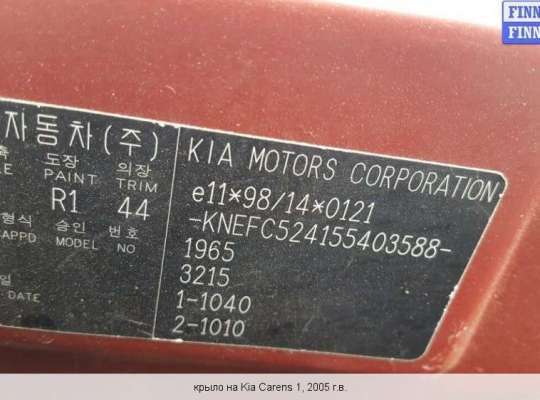 FINN
FINN
자동차(주)
도장 의장
PAINT TRIM
R1 44
형식 승인 번호
APPD MODEL NO
일
DATE
KIA MOTORS CORPORATION
e11*98/14*0121
-KNEFC524155403588-
1965
3215
1-1040
2-1010
крыло на Kia Carens 1, 2005 г.в.